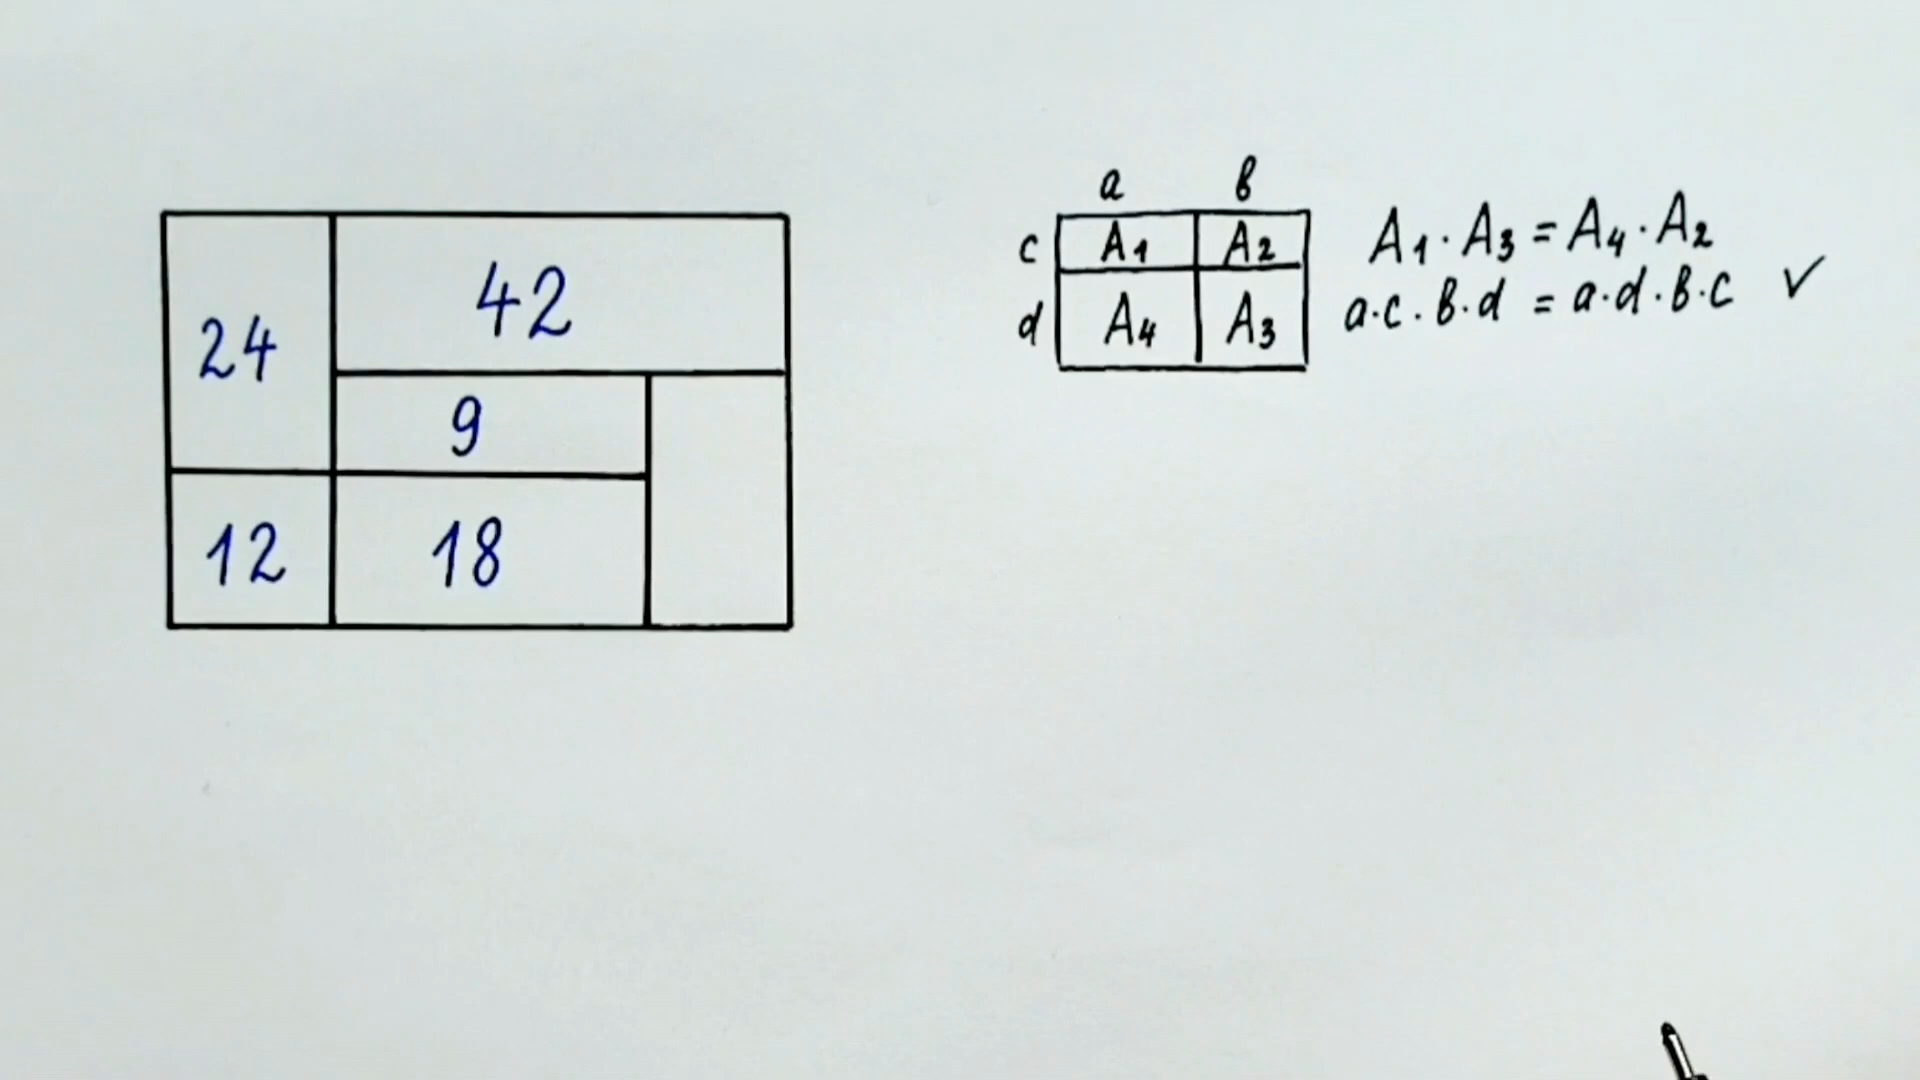 24
42
9
12
18
a b
c A1 A2
d A4 A3
A1 · A3 = A4 · A2
a·c · b·d = a·d·b·c ✓